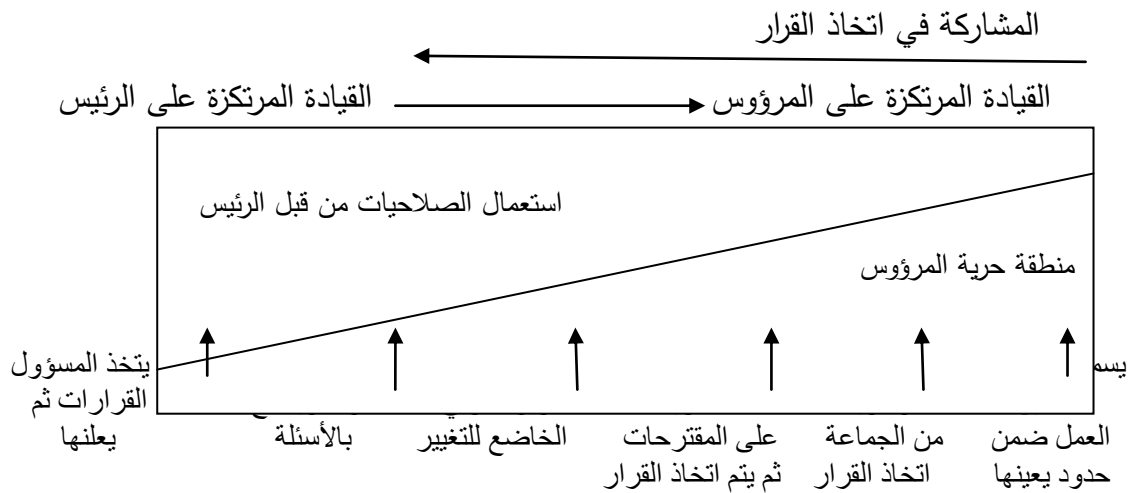 المشاركة في اتخاذ القرار
القيادة المرتكزة على المرؤوس
القيادة المرتكزة على الرئيس
استعمال الصلاحيات من قبل الرئيس
منطقة حرية المرؤوس
العمل ضمن
حدود يعينها
من الجماعة
اتخاذ القرار
على المقترحات
ثم يتم اتخاذ القرار
الخاضع للتغيير
بالأسئلة
يتخذ المسؤول
القرارات ثم
يعلنها